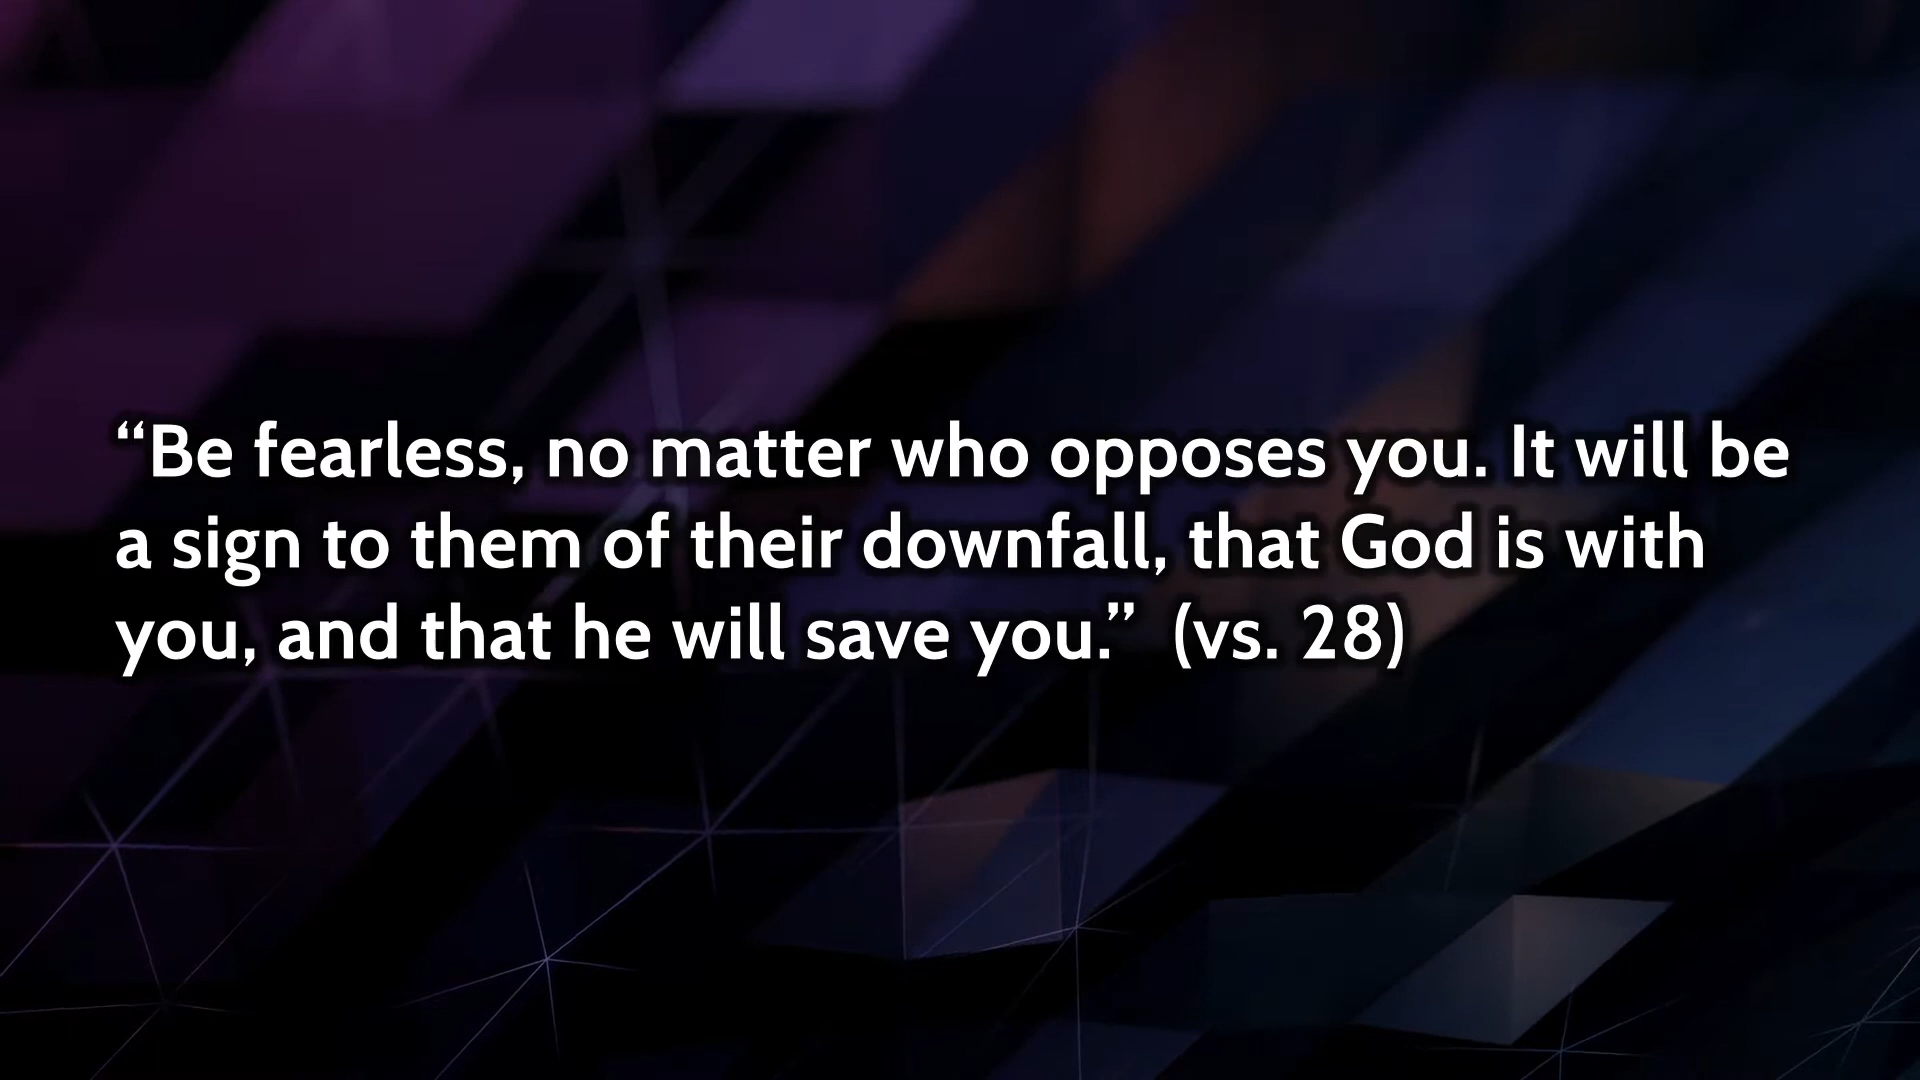 “Be fearless, no matter who opposes you. It will be
a sign to them of their downfall, that God is with
you, and that he will save you.”  (vs. 28)